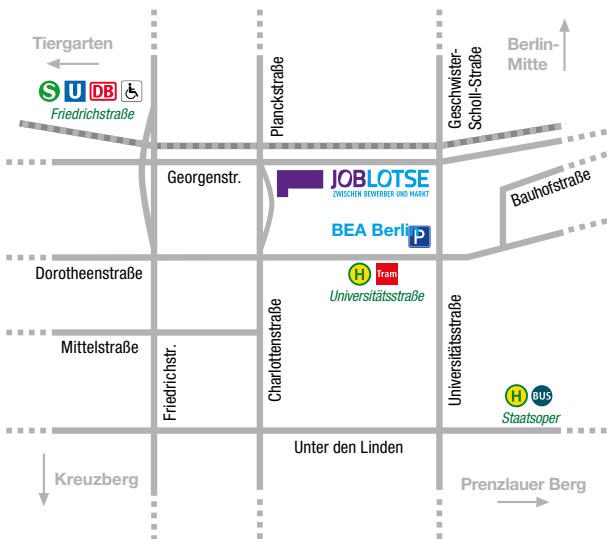 Tiergarten
Berlin-
Mitte
S U DB
Friedrichstraße
Planckstraße
Geschwister-
Scholl-Straße
Georgenstr.
JOBLOTSE
ZWISCHEN BEWERBER UND MARKT
Bauhofstraße
BEA Berlin
P
Dorotheenstraße
H Tram
Universitätsstraße
Mittelstraße
Friedrichstr.
Charlottenstraße
Universitätsstraße
H BUS
Staatsoper
Unter den Linden
Kreuzberg
Prenzlauer Berg